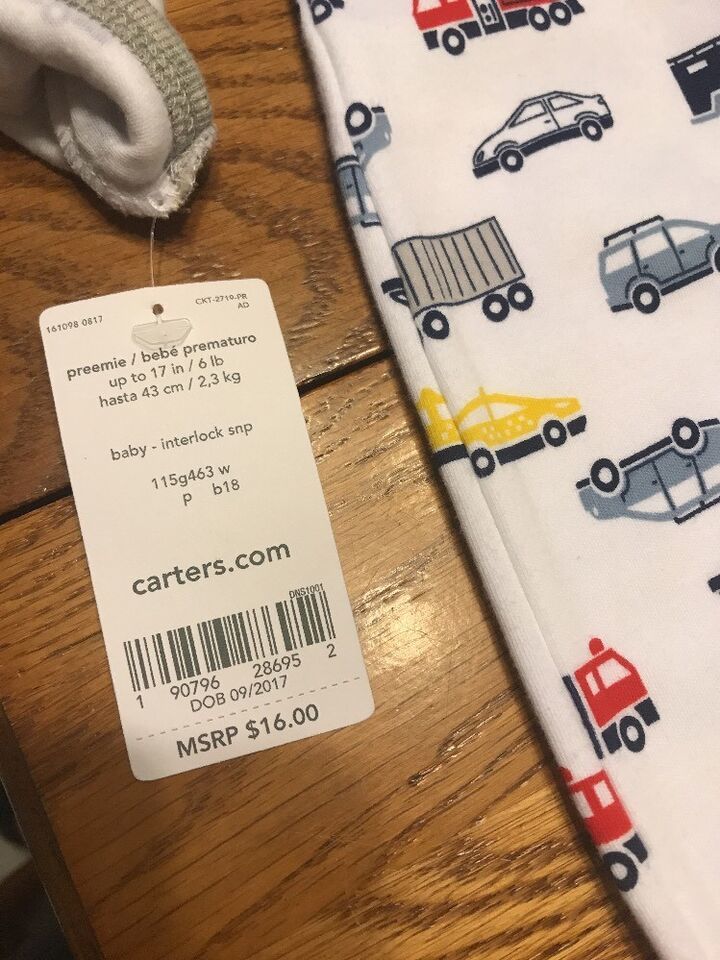 161098 0817
CKT-2719-PR
AD
preemie / bebé prematuro
up to 17 in / 6 lb
hasta 43 cm / 2,3 kg
baby - interlock snp
115g463 w
p b18
carters.com
DNS1001
1 90796 28695 2
DOB 09/2017
MSRP $16.00